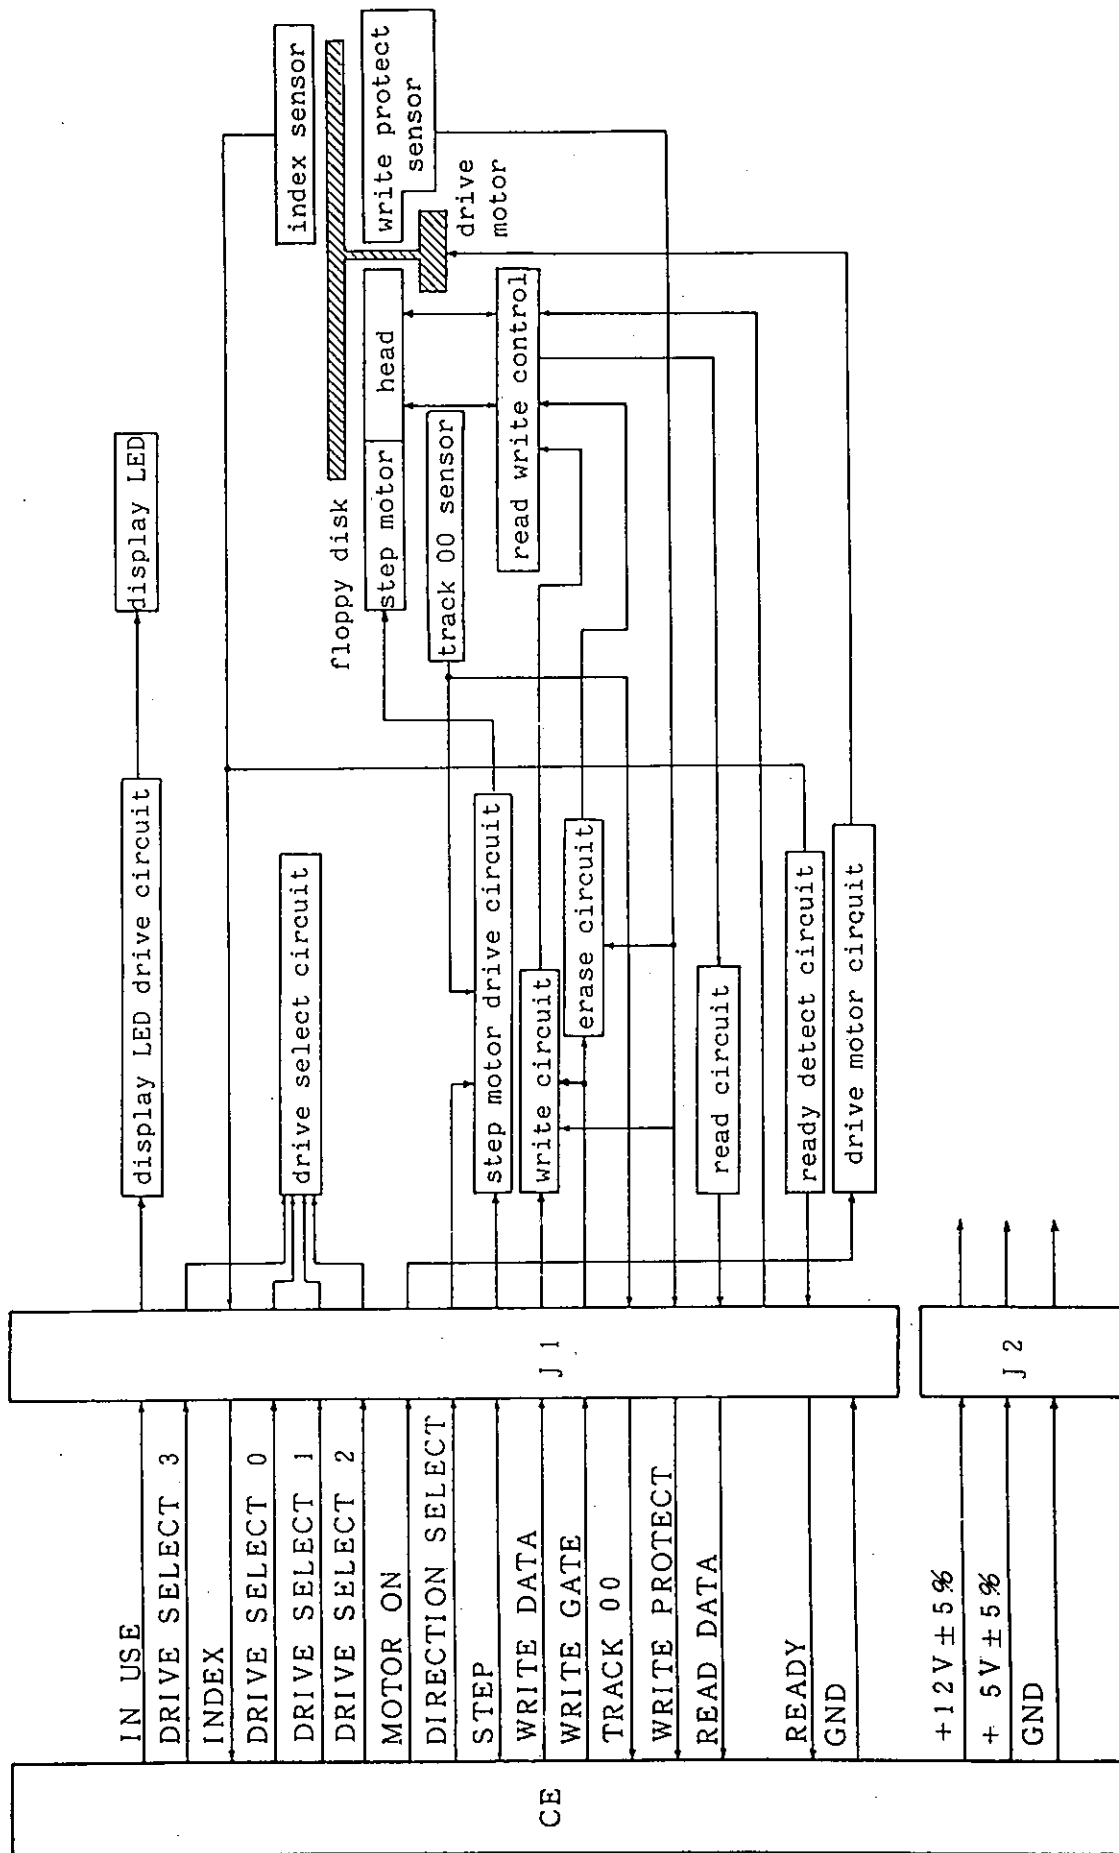 CE
IN USE
DRIVE SELECT 3
INDEX
DRIVE SELECT 0
DRIVE SELECT 1
DRIVE SELECT 2
MOTOR ON
DIRECTION SELECT
STEP
WRITE DATA
WRITE GATE
TRACK 00
WRITE PROTECT
READ DATA
READY
GND
+12V±5%
+ 5V±5%
GND
J1
J2
display LED drive circuit
display LED
drive select circuit
step motor drive circuit
write circuit
erase circuit
read circuit
ready detect circuit
drive motor circuit
floppy disk
step motor
head
track 00 sensor
read write control
index sensor
write protect
sensor
drive
motor